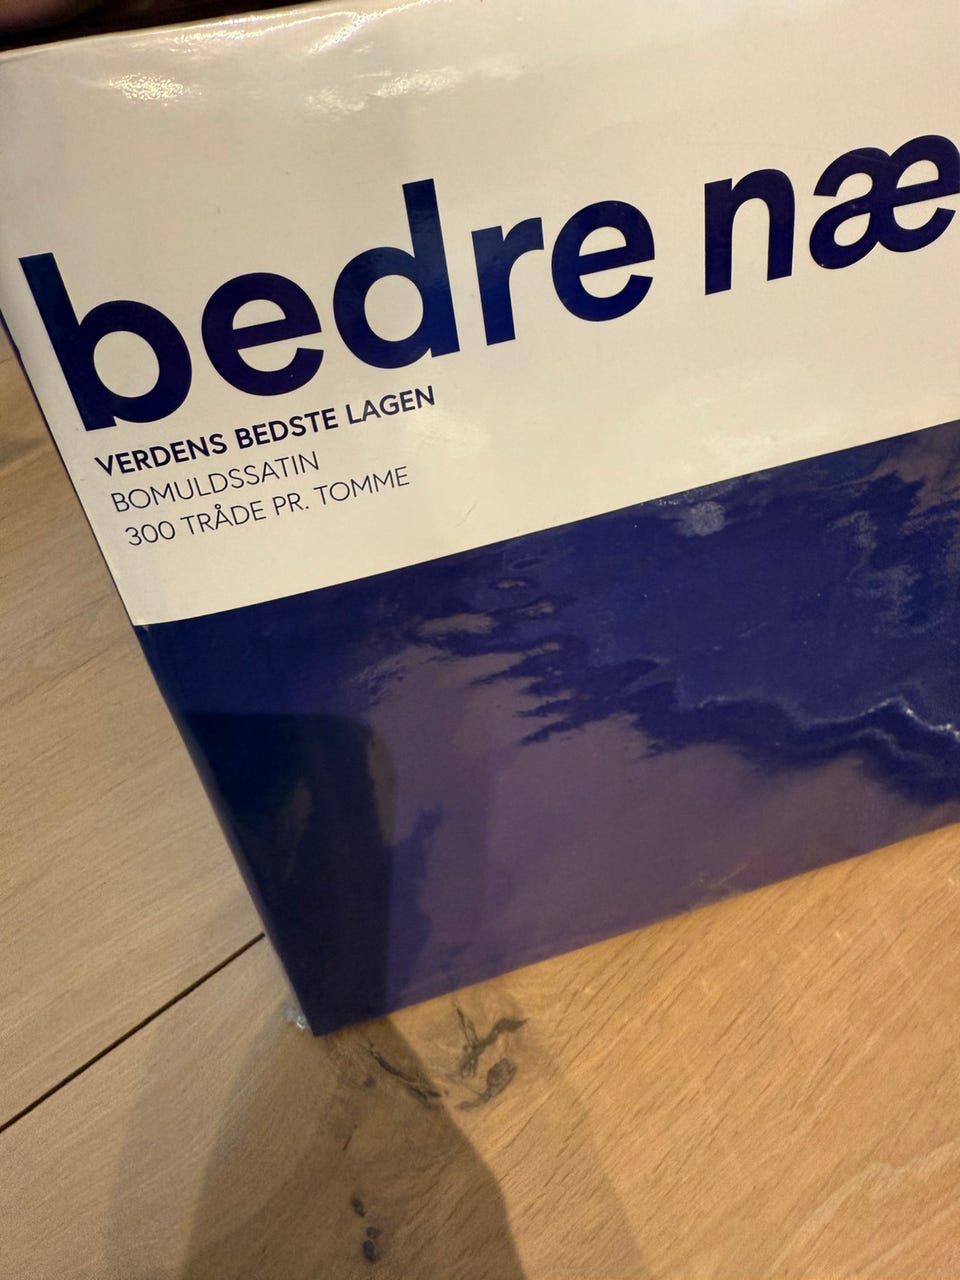 bedre næ
VERDENS BEDSTE LAGEN
BOMULDSSATIN
300 TRÅDE PR. TOMME